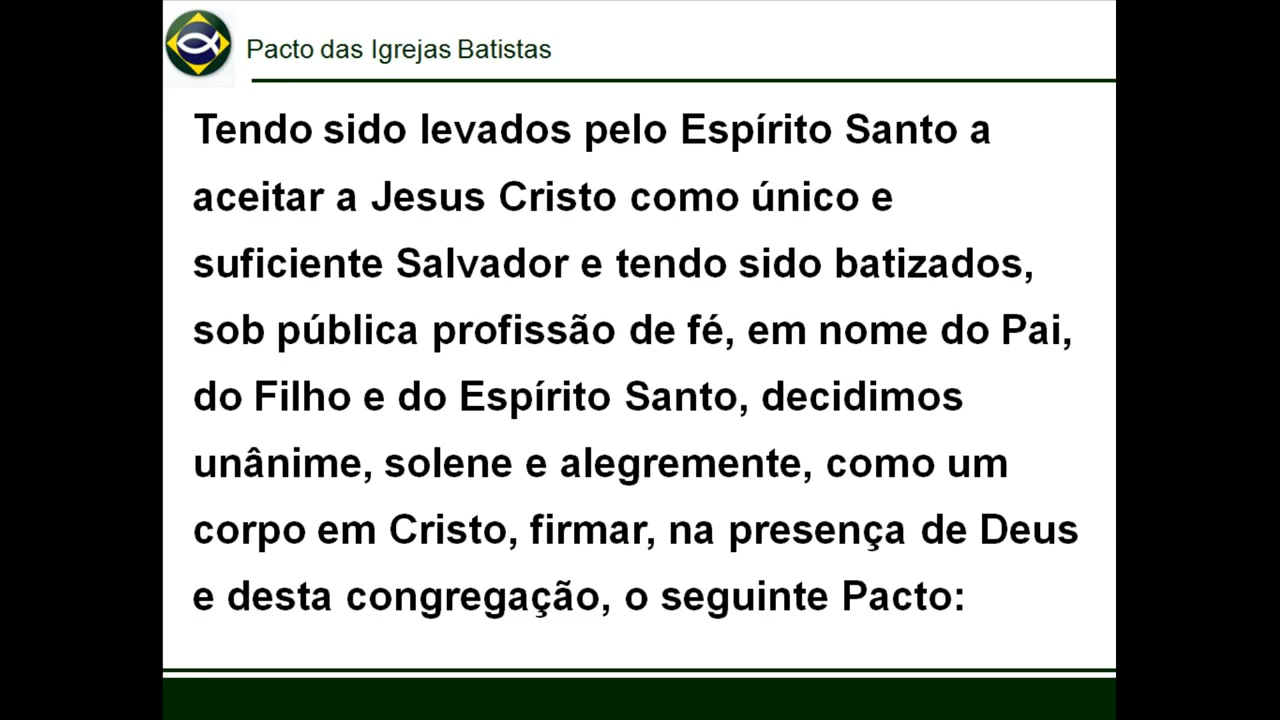 Pacto das Igrejas Batistas
Tendo sido levados pelo Espírito Santo a
aceitar a Jesus Cristo como único e
suficiente Salvador e tendo sido batizados,
sob pública profissão de fé, em nome do Pai,
do Filho e do Espírito Santo, decidimos
unânime, solene e alegremente, como um
corpo em Cristo, firmar, na presença de Deus
e desta congregação, o seguinte Pacto: